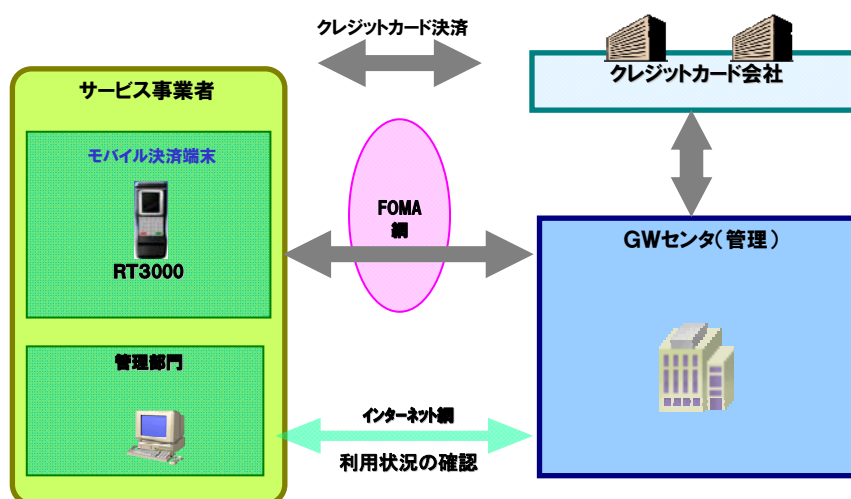 クレジットカード決済
クレジットカード会社
サービス事業者
モバイル決済端末
RT3000
FOMA
網
GWセンタ(管理)
管理部門
インターネット網
利用状況の確認